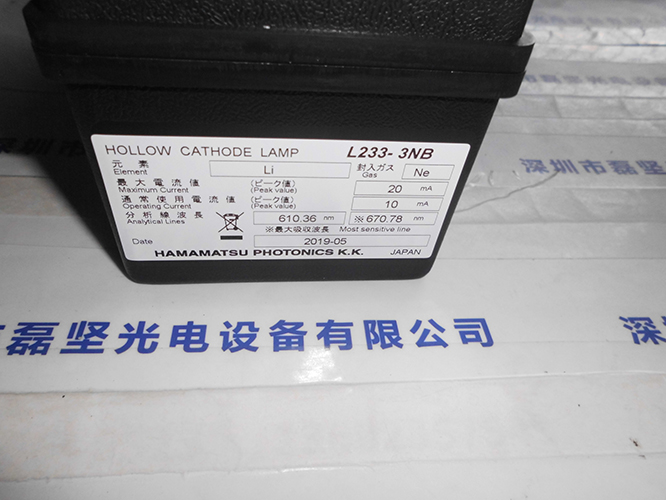 HOLLOW CATHODE LAMP L233- 3NB
元素 Element Li 封入ガス Gas Ne
最大電流値 Maximum Current (ピーク値) (Peak value) 20 mA
通常使用電流値 Operating Current (ピーク値) (Peak value) 10 mA
分析線波長 Analytical Lines 610.36 nm ※670.78 nm
※最大吸収波長 Most sensitive line
Date 2019-05
HAMAMATSU PHOTONICS K.K. JAPAN
深圳市磊
市磊坚光电设备有限公司
深